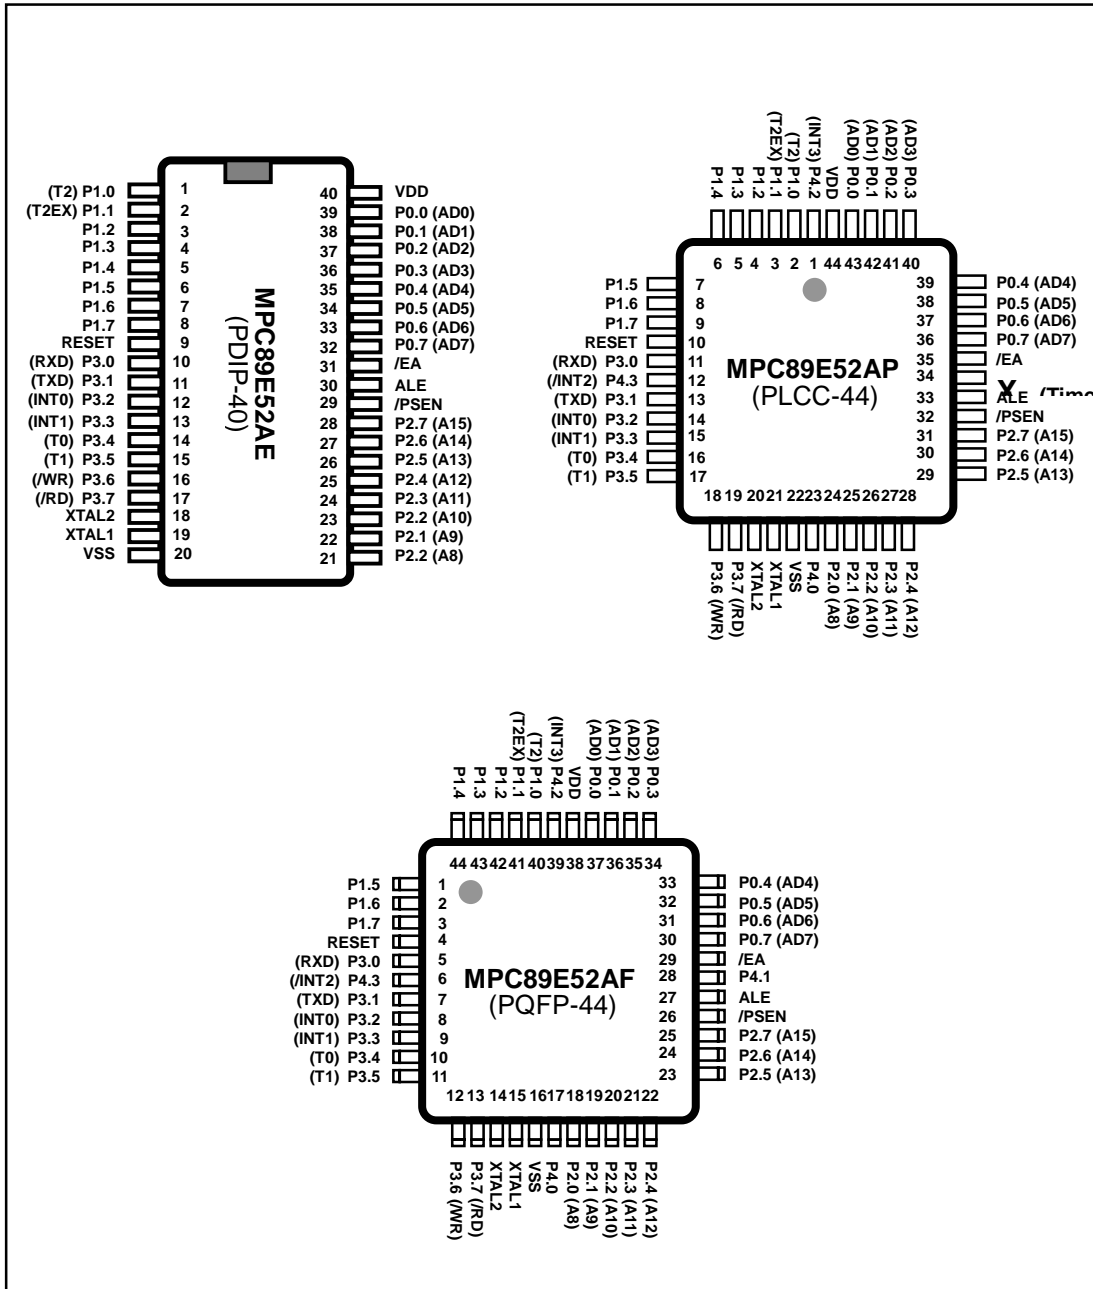 (T2) P1.0 1 40 VDD
(T2EX) P1.1 2 39 P0.0 (AD0)
P1.2 3 38 P0.1 (AD1)
P1.3 4 37 P0.2 (AD2)
P1.4 5 36 P0.3 (AD3)
P1.5 6 35 P0.4 (AD4)
P1.6 7 34 P0.5 (AD5)
P1.7 8 33 P0.6 (AD6)
RESET 9 32 P0.7 (AD7)
(RXD) P3.0 10 31 /EA
(TXD) P3.1 11 30 ALE
(INT0) P3.2 12 29 /PSEN
(INT1) P3.3 13 28 P2.7 (A15)
(T0) P3.4 14 27 P2.6 (A14)
(T1) P3.5 15 26 P2.5 (A13)
(/WR) P3.6 16 25 P2.4 (A12)
(/RD) P3.7 17 24 P2.3 (A11)
XTAL2 18 23 P2.2 (A10)
XTAL1 19 22 P2.1 (A9)
VSS 20 21 P2.2 (A8)
MPC89E52AE
(PDIP-40)
P1.4
P1.3
P1.2
(T2EX) P1.1
(T2) P1.0
(INT3) P4.2
VDD
(AD0) P0.0
(AD1) P0.1
(AD2) P0.2
(AD3) P0.3
6 5 4 3 2 1 44 43 42 41 40
P1.5 7 39 P0.4 (AD4)
P1.6 8 38 P0.5 (AD5)
P1.7 9 37 P0.6 (AD6)
RESET 10 36 P0.7 (AD7)
(RXD) P3.0 11 35 /EA
(/INT2) P4.3 12 34
(TXD) P3.1 13 33 ALE
(INT0) P3.2 14 32 /PSEN
(INT1) P3.3 15 31 P2.7 (A15)
(T0) P3.4 16 30 P2.6 (A14)
(T1) P3.5 17 29 P2.5 (A13)
MPC89E52AP
(PLCC-44)
18 19 20 21 22 23 24 25 26 27 28
P3.6 (/WR)
P3.7 (/RD)
XTAL2
XTAL1
VSS
P4.0
P2.0 (A8)
P2.1 (A9)
P2.2 (A10)
P2.3 (A11)
P2.4 (A12)
P1.4
P1.3
P1.2
(T2EX) P1.1
(T2) P1.0
(INT3) P4.2
VDD
(AD0) P0.0
(AD1) P0.1
(AD2) P0.2
(AD3) P0.3
44 43 42 41 40 39 38 37 36 35 34
P1.5 1 33 P0.4 (AD4)
P1.6 2 32 P0.5 (AD5)
P1.7 3 31 P0.6 (AD6)
RESET 4 30 P0.7 (AD7)
(RXD) P3.0 5 29 /EA
(/INT2) P4.3 6 28 P4.1
(TXD) P3.1 7 27 ALE
(INT0) P3.2 8 26 /PSEN
(INT1) P3.3 9 25 P2.7 (A15)
(T0) P3.4 10 24 P2.6 (A14)
(T1) P3.5 11 23 P2.5 (A13)
MPC89E52AF
(PQFP-44)
12 13 14 15 16 17 18 19 20 21 22
P3.6 (/WR)
P3.7 (/RD)
XTAL2
XTAL1
VSS
P4.0
P2.0 (A8)
P2.1 (A9)
P2.2 (A10)
P2.3 (A11)
P2.4 (A12)